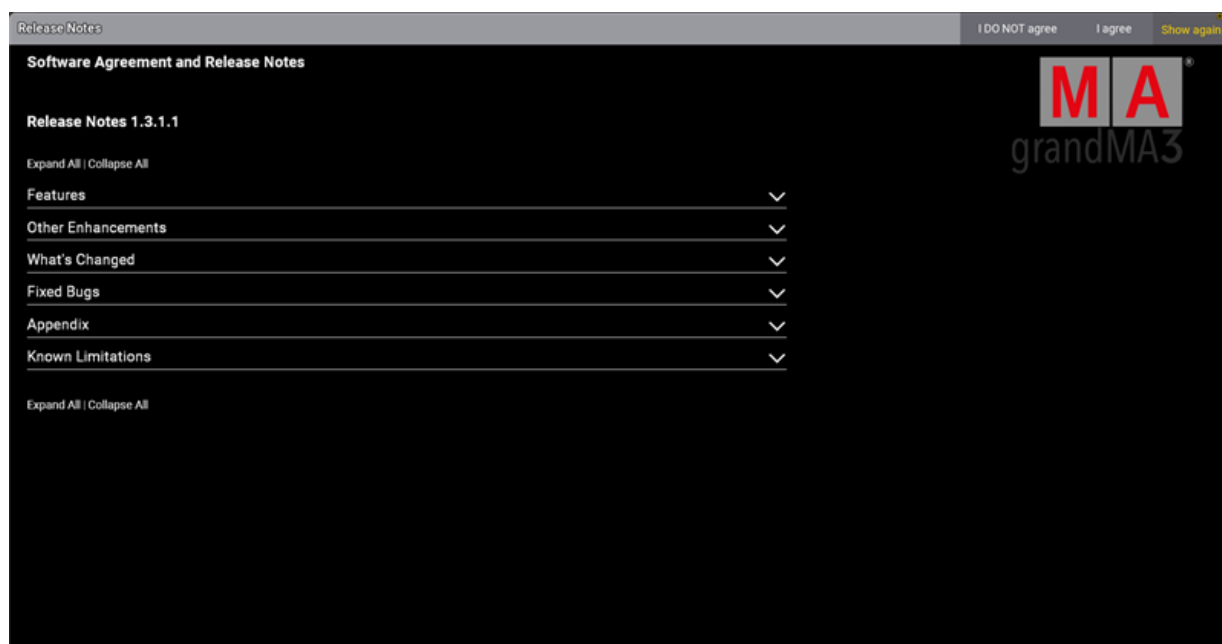 Release Notes I DO NOT agree I agree Show again
Software Agreement and Release Notes
MA®
grandMA3
Release Notes 1.3.1.1
Expand All | Collapse All
Features
Other Enhancements
What's Changed
Fixed Bugs
Appendix
Known Limitations
Expand All | Collapse All